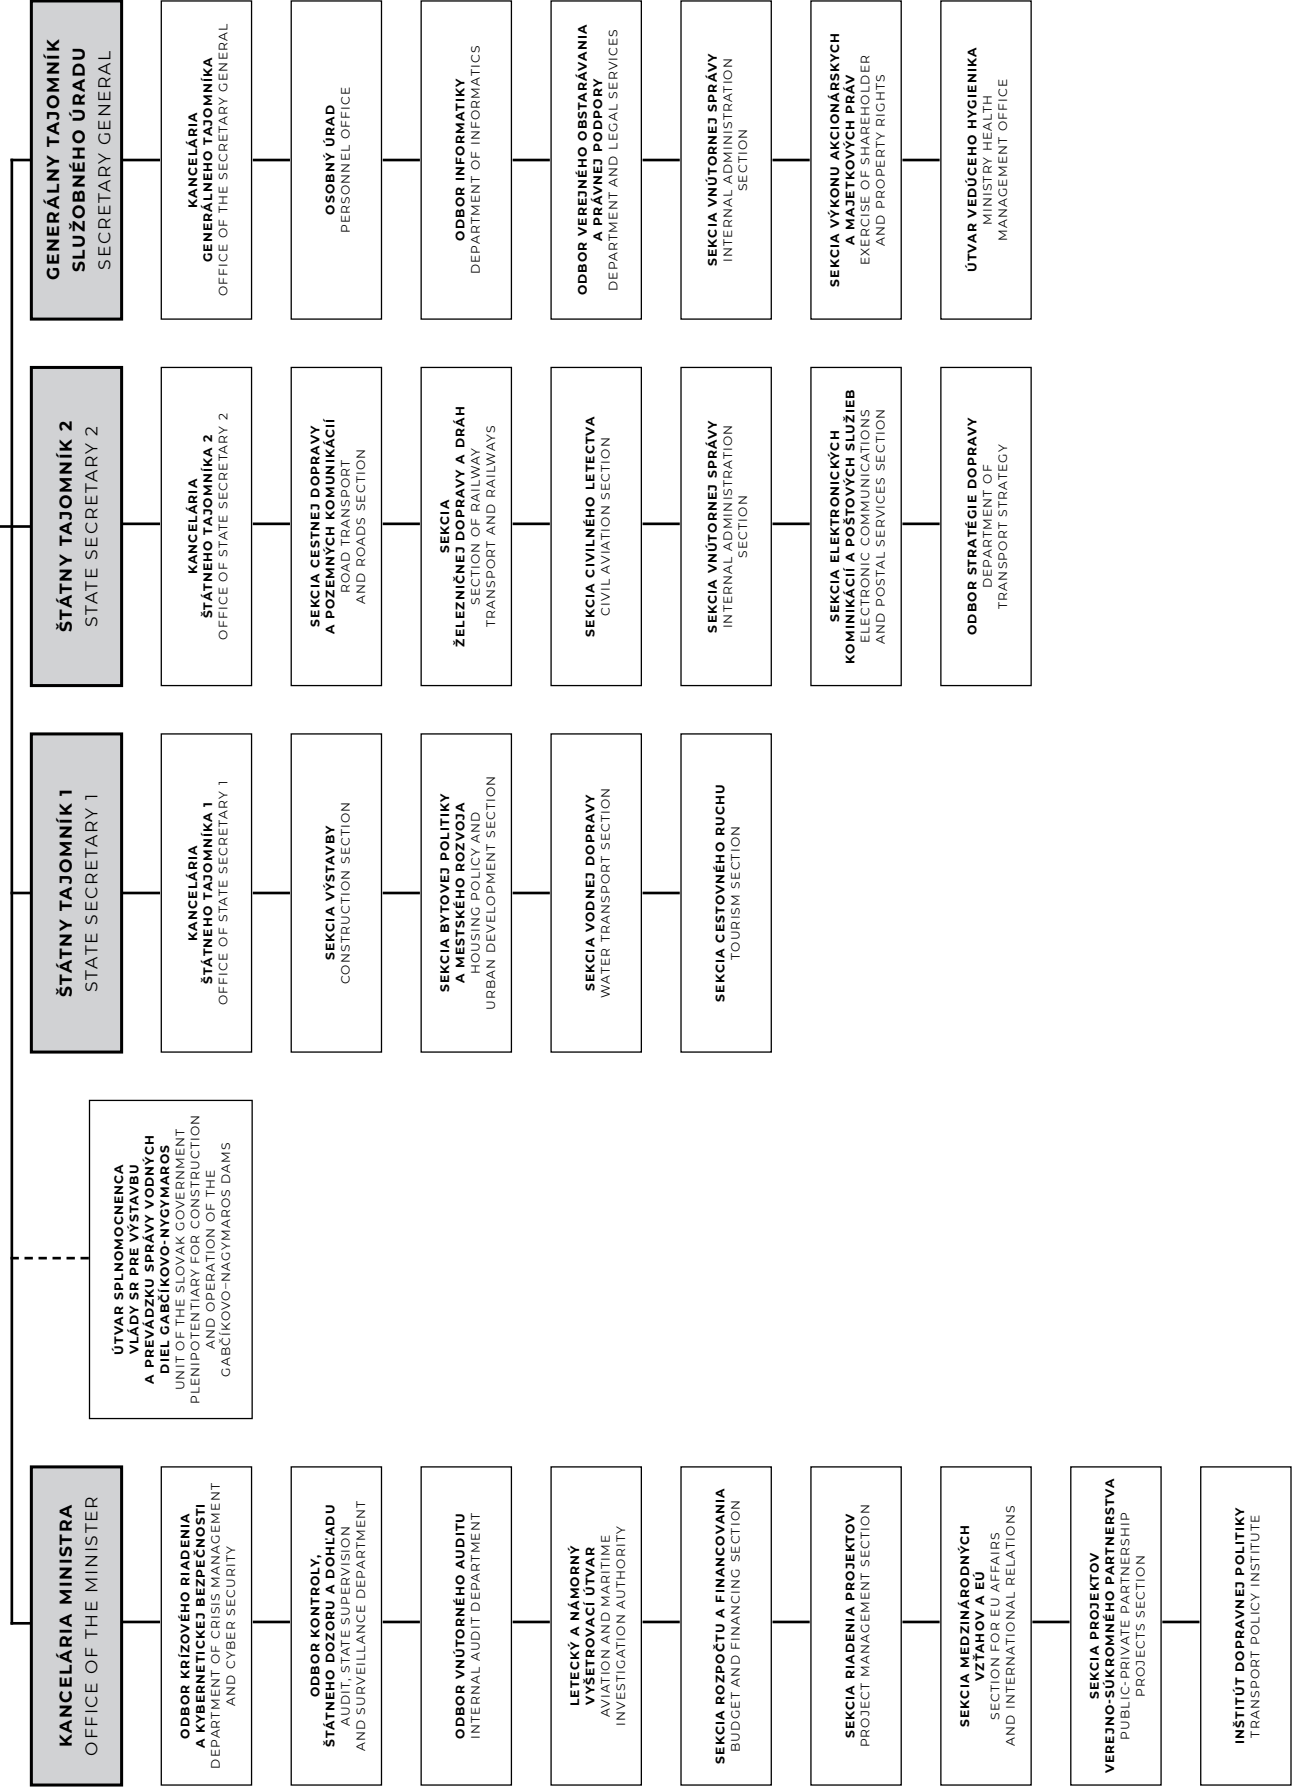 KANCELÁRIA MINISTRA
OFFICE OF THE MINISTER
ODBOR KRÍZOVÉHO RIADENIA
A KYBERNETICKEJ BEZPEČNOSTI
DEPARTMENT OF CRISIS MANAGEMENT
AND CYBER SECURITY
ODBOR KONTROLY,
ŠTÁTNEHO DOZORU A DOHĽADU
AUDIT, STATE SUPERVISION
AND SURVEILLANCE DEPARTMENT
ODBOR VNÚTORNÉHO AUDITU
INTERNAL AUDIT DEPARTMENT
LETECKÝ A NÁMORNÝ
VYŠETROVACÍ ÚTVAR
AVIATION AND MARITIME
INVESTIGATION AUTHORITY
SEKCIA ROZPOČTU A FINANCOVANIA
BUDGET AND FINANCING SECTION
SEKCIA RIADENIA PROJEKTOV
PROJECT MANAGEMENT SECTION
SEKCIA MEDZINÁRODNÝCH
VZŤAHOV A EÚ
SECTION FOR EU AFFAIRS
AND INTERNATIONAL RELATIONS
SEKCIA PROJEKTOV
VEREJNO-SÚKROMNÉHO PARTNERSTVA
PUBLIC-PRIVATE PARTNERSHIP
PROJECTS SECTION
INŠTITÚT DOPRAVNEJ POLITIKY
TRANSPORT POLICY INSTITUTE
ÚTVAR SPLNOMOCNENCA
VLÁDY SR PRE VÝSTAVBU
A PREVÁDZKU SPRÁVY VODNÝCH
DIEL GABČÍKOVO-NYGYMAROS
UNIT OF THE SLOVAK GOVERNMENT
PLENIPOTENTIARY FOR CONSTRUCTION
AND OPERATION OF THE
GABČÍKOVO–NAGYMAROS DAMS
ŠTÁTNY TAJOMNÍK 1
STATE SECRETARY 1
KANCELÁRIA
ŠTÁTNEHO TAJOMNÍKA 1
OFFICE OF STATE SECRETARY 1
SEKCIA VÝSTAVBY
CONSTRUCTION SECTION
SEKCIA BYTOVEJ POLITIKY
A MESTSKÉHO ROZVOJA
HOUSING POLICY AND
URBAN DEVELOPMENT SECTION
SEKCIA VODNEJ DOPRAVY
WATER TRANSPORT SECTION
SEKCIA CESTOVNÉHO RUCHU
TOURISM SECTION
ŠTÁTNY TAJOMNÍK 2
STATE SECRETARY 2
KANCELÁRIA
ŠTÁTNEHO TAJOMNÍKA 2
OFFICE OF STATE SECRETARY 2
SEKCIA CESTNEJ DOPRAVY
A POZEMNÝCH KOMUNIKÁCIÍ
ROAD TRANSPORT
AND ROADS SECTION
SEKCIA
ŽELEZNIČNEJ DOPRAVY A DRÁH
SECTION OF RAILWAY
TRANSPORT AND RAILWAYS
SEKCIA CIVILNÉHO LETECTVA
CIVIL AVIATION SECTION
SEKCIA VNÚTORNEJ SPRÁVY
INTERNAL ADMINISTRATION
SECTION
SEKCIA ELEKTRONICKÝCH
KOMINIKÁCIÍ A POŠTOVÝCH SLUŽIEB
ELECTRONIC COMMUNICATIONS
AND POSTAL SERVICES SECTION
ODBOR STRATÉGIE DOPRAVY
DEPARTMENT OF
TRANSPORT STRATEGY
GENERÁLNY TAJOMNÍK
SLUŽOBNÉHO ÚRADU
SECRETARY GENERAL
KANCELÁRIA
GENERÁLNEHO TAJOMNÍKA
OFFICE OF THE SECRETARY GENERAL
OSOBNÝ ÚRAD
PERSONNEL OFFICE
ODBOR INFORMATIKY
DEPARTMENT OF INFORMATICS
ODBOR VEREJNÉHO OBSTARÁVANIA
A PRÁVNEJ PODPORY
DEPARTMENT AND LEGAL SERVICES
SEKCIA VNÚTORNEJ SPRÁVY
INTERNAL ADMINISTRATION
SECTION
SEKCIA VÝKONU AKCIONÁRSKYCH
A MAJETKOVÝCH PRÁV
EXERCISE OF SHAREHOLDER
AND PROPERTY RIGHTS
ÚTVAR VEDÚCEHO HYGIENIKA
MINISTRY HEALTH
MANAGEMENT OFFICE